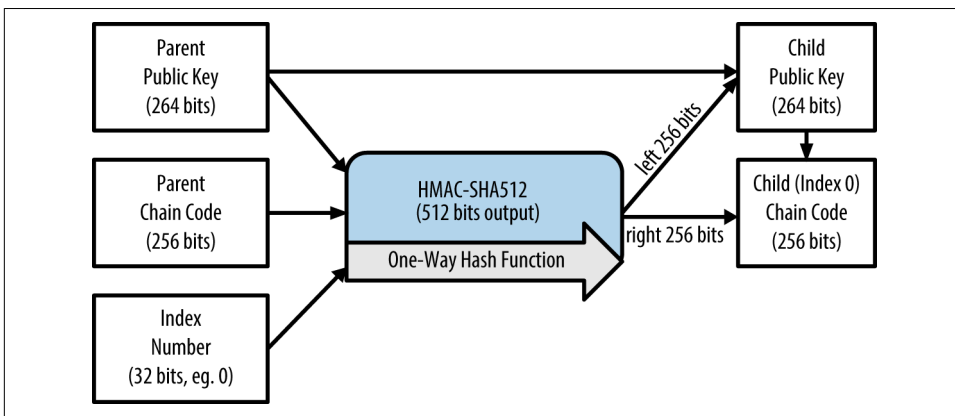 Parent
Public Key
(264 bits)
Child
Public Key
(264 bits)
left 256 bits
Parent
Chain Code
(256 bits)
HMAC-SHA512
(512 bits output)
One-Way Hash Function
right 256 bits
Child (Index 0)
Chain Code
(256 bits)
Index
Number
(32 bits, eg. 0)